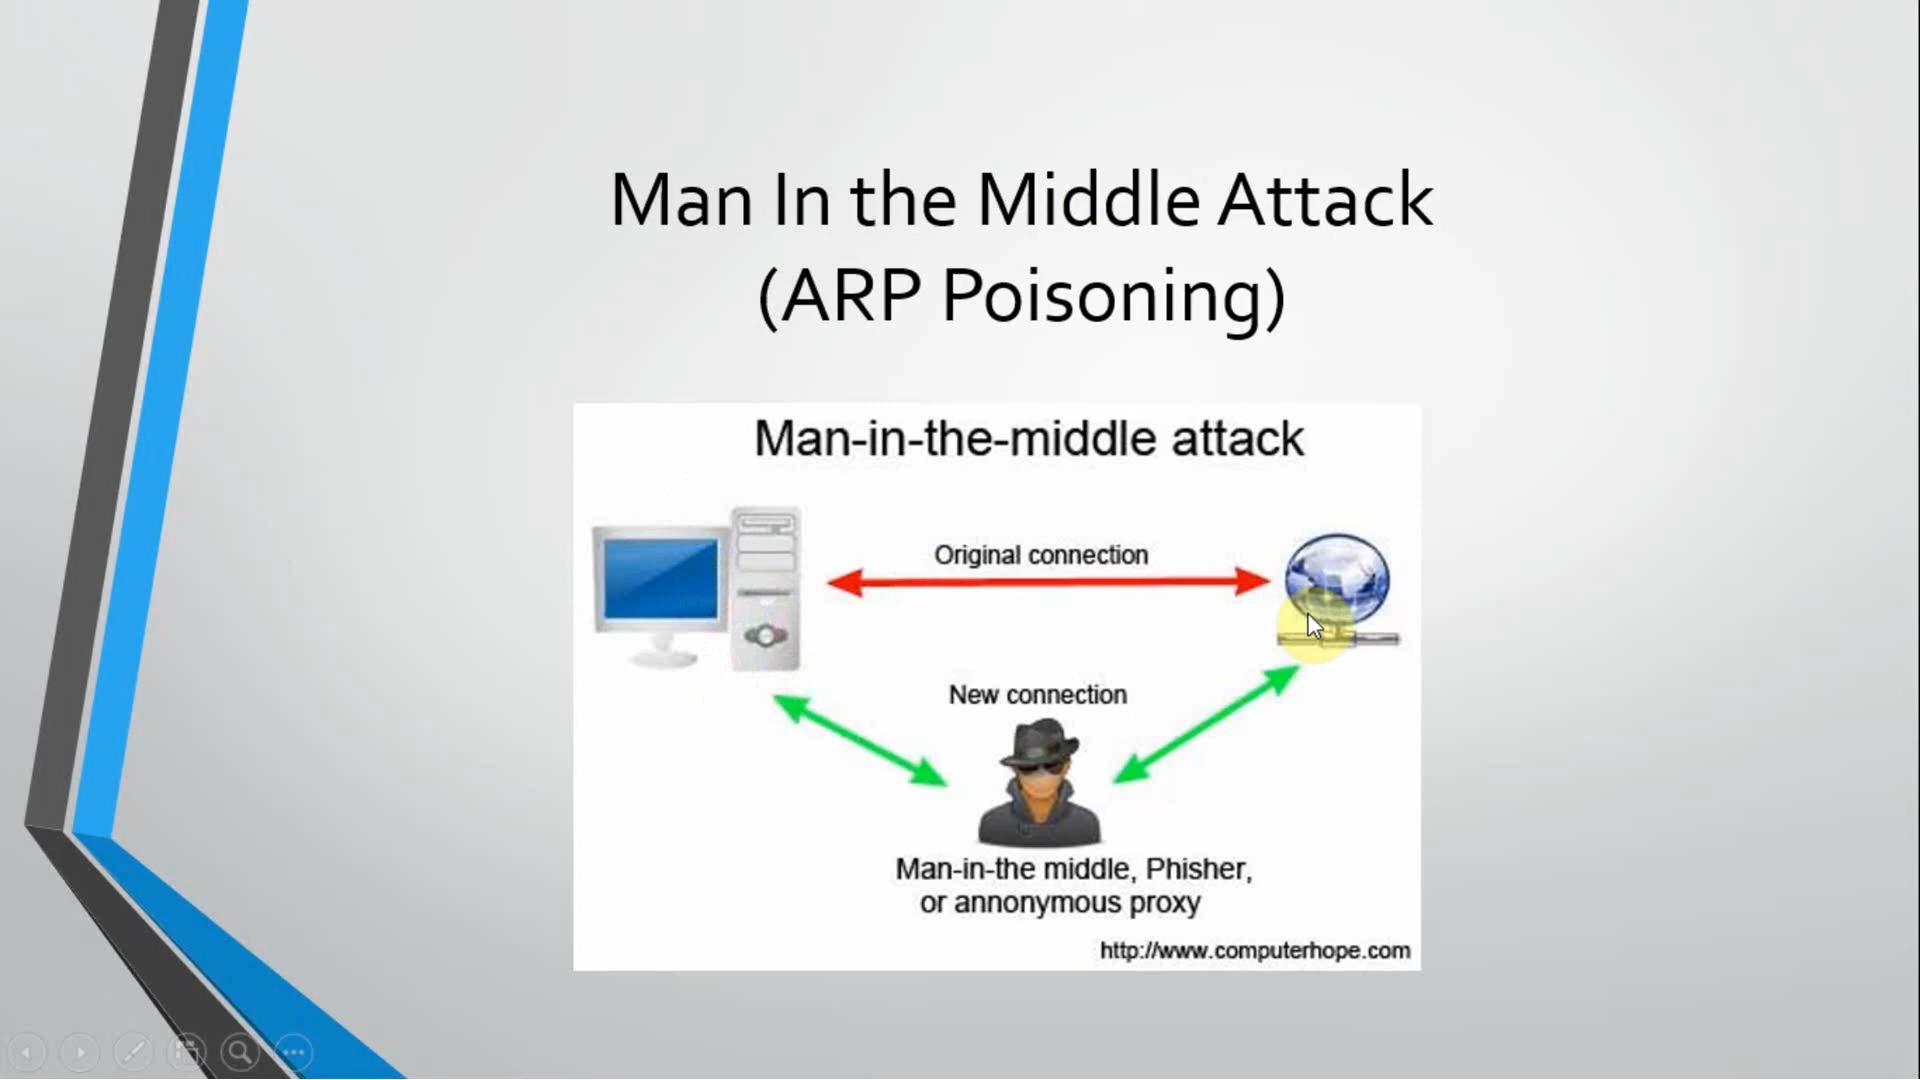 Man In the Middle Attack
(ARP Poisoning)
Man-in-the-middle attack
Original connection
New connection
Man-in-the middle, Phisher,
or annonymous proxy
http://www.computerhope.com